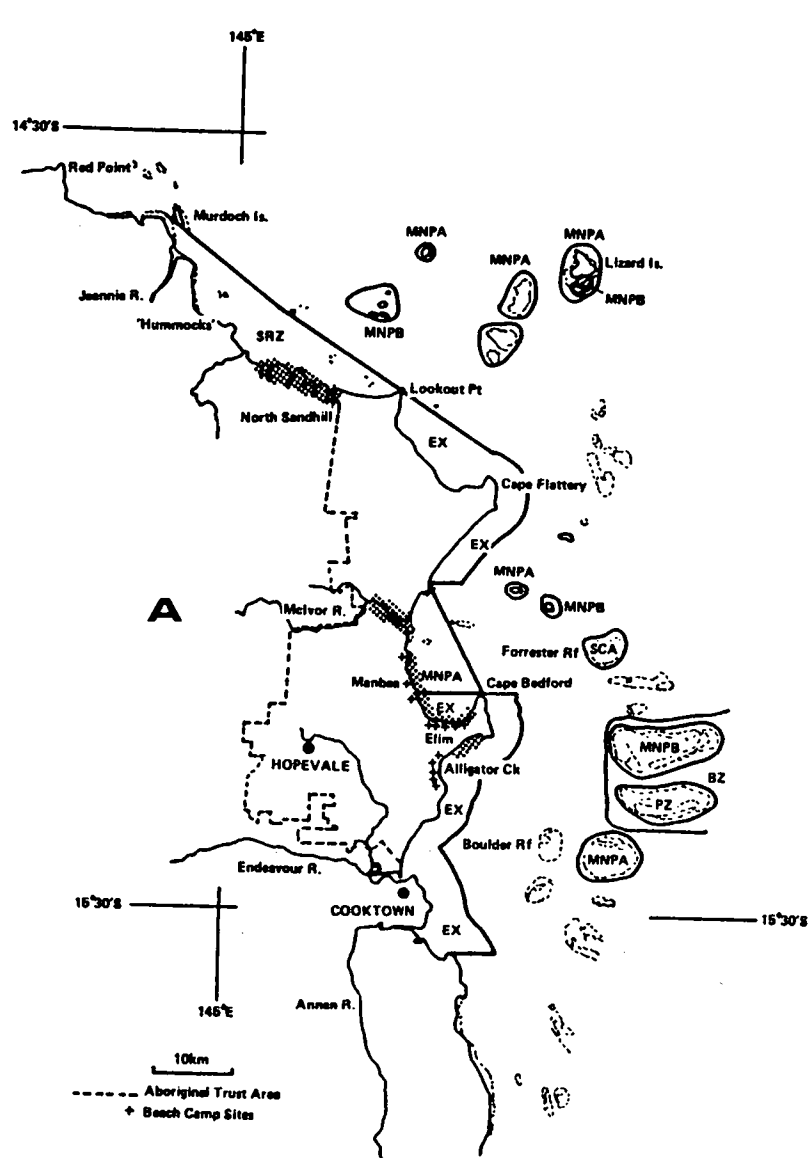 145°E
14°30'S
Red Point
Murdoch Is.
MNPA
MNPA
MNPA
Lizard Is.
MNPB
Jeannie R.
'Hummocks'
SRZ
MNPB
Lookout Pt
North Sandhill
EX
Cape Flattery
EX
A
MNPA
McIvor R.
MNPB
Forrester Rf
SCA
Manbea
MNPA
Cape Bedford
EX
Elim
MNPB
HOPEVALE
Alligator Ck
BZ
PZ
EX
Boulder Rf
MNPA
Endeavour R.
15°30'S
COOKTOWN
15°30'S
EX
Annan R.
145°E
10km
Aboriginal Trust Area
+ Beach Camp Sites